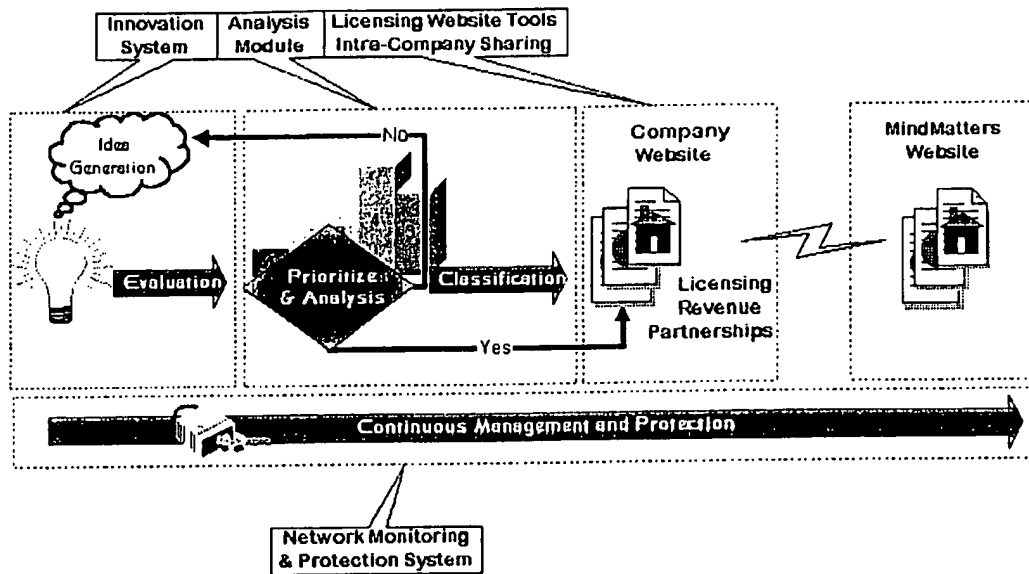 Innovation
System
Analysis
Module
Licensing Website Tools
Intra-Company Sharing
Idea
Generation
No
Company
Website
MindMatters
Website
Evaluation
Prioritize
& Analysis
Classification
Licensing
Revenue
Partnerships
Yes
Continuous Management and Protection
Network Monitoring
& Protection System